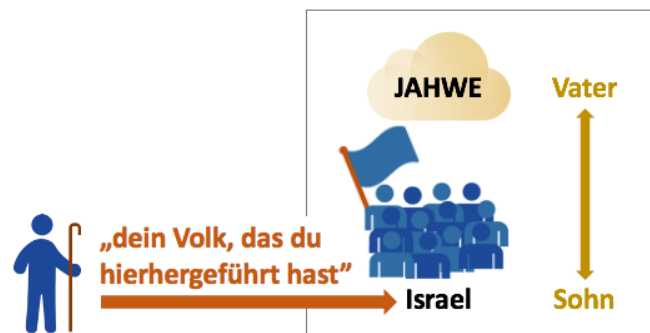 JAHWE
Vater
„dein Volk, das du
hierhergeführt hast”
Israel
Sohn